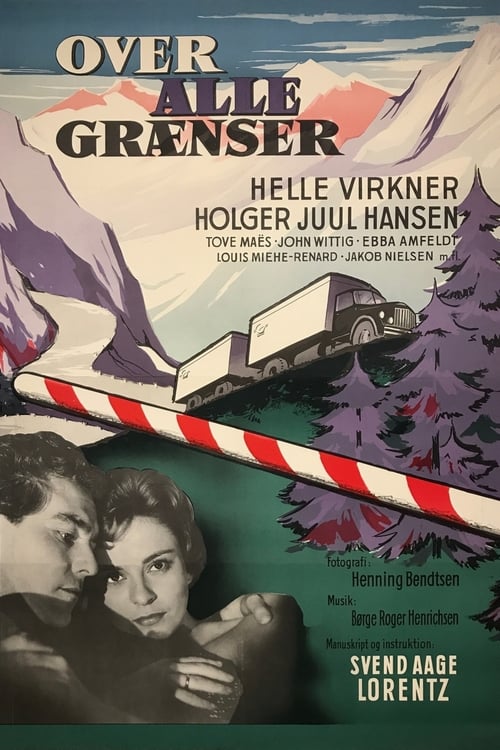 OVER
ALLE
GRÆNSER
HELLE VIRKNER
HOLGER JUUL HANSEN
TOVE MAËS · JOHN WITTIG · EBBA AMFELDT
LOUIS MIEHE-RENARD · JAKOB NIELSEN m.fl.
Fotografi:
Henning Bendtsen
Musik:
Børge Roger Henrichsen
Manuskript og instruktion:
SVEND AAGE
LORENTZ